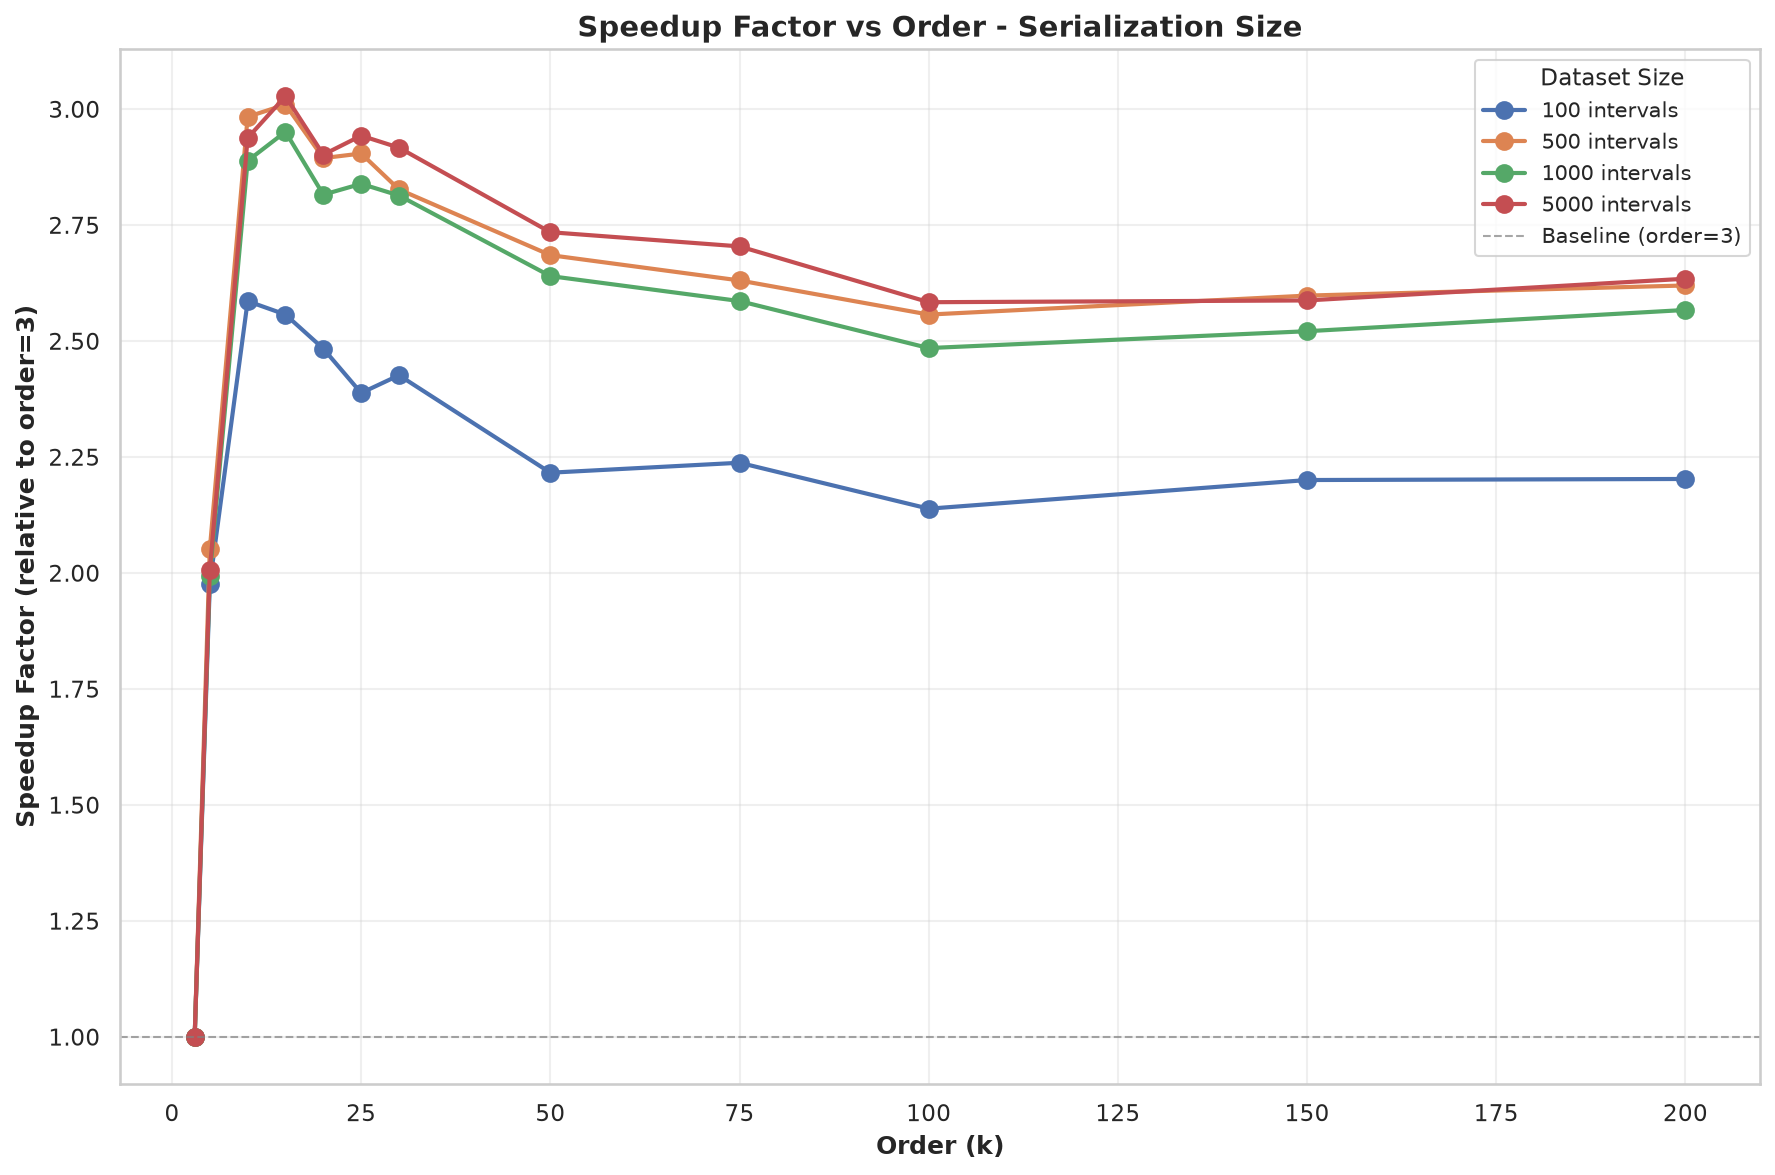 Speedup Factor vs Order - Serialization Size
Speedup Factor (relative to order=3)
3.00
2.75
2.50
2.25
2.00
1.75
1.50
1.25
1.00
Dataset Size
100 intervals
500 intervals
1000 intervals
5000 intervals
Baseline (order=3)
0 25 50 75 100 125 150 175 200
Order (k)